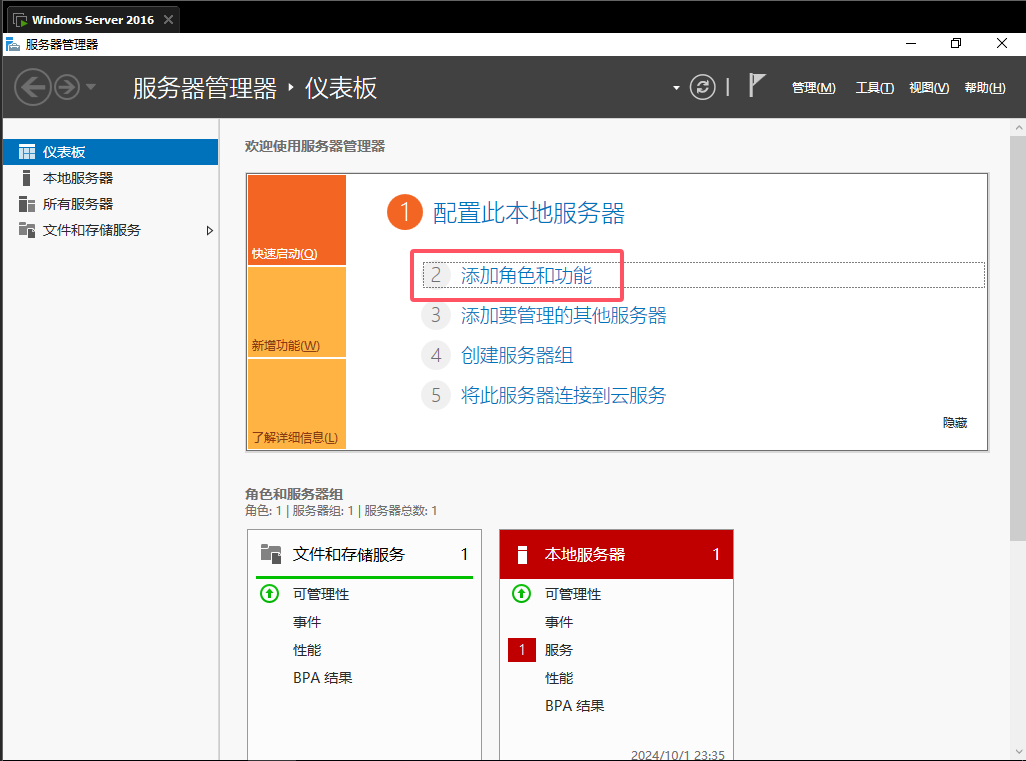 Windows Server 2016
服务器管理器
服务器管理器 仪表板
管理(M) 工具(T) 视图(V) 帮助(H)
仪表板
本地服务器
所有服务器
文件和存储服务
欢迎使用服务器管理器
快速启动(Q)
新增功能(W)
了解详细信息(L)
1 配置此本地服务器
2 添加角色和功能
3 添加要管理的其他服务器
4 创建服务器组
5 将此服务器连接到云服务
隐藏
角色和服务器组
角色: 1 | 服务器组: 1 | 服务器总数: 1
文件和存储服务 1
可管理性
事件
性能
BPA 结果
本地服务器 1
可管理性
事件
1 服务
性能
BPA 结果
2024/10/1 23:35